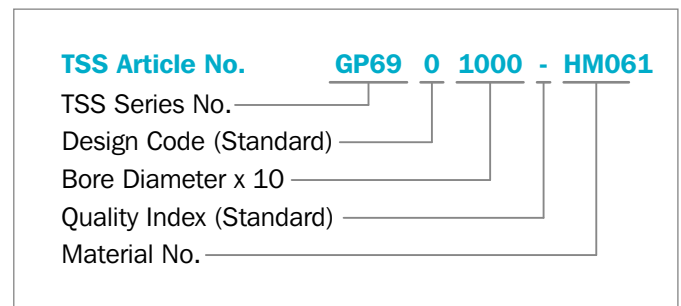 TSS Article No. GP69 0 1000 - HM061
TSS Series No.
Design Code (Standard)
Bore Diameter x 10
Quality Index (Standard)
Material No.